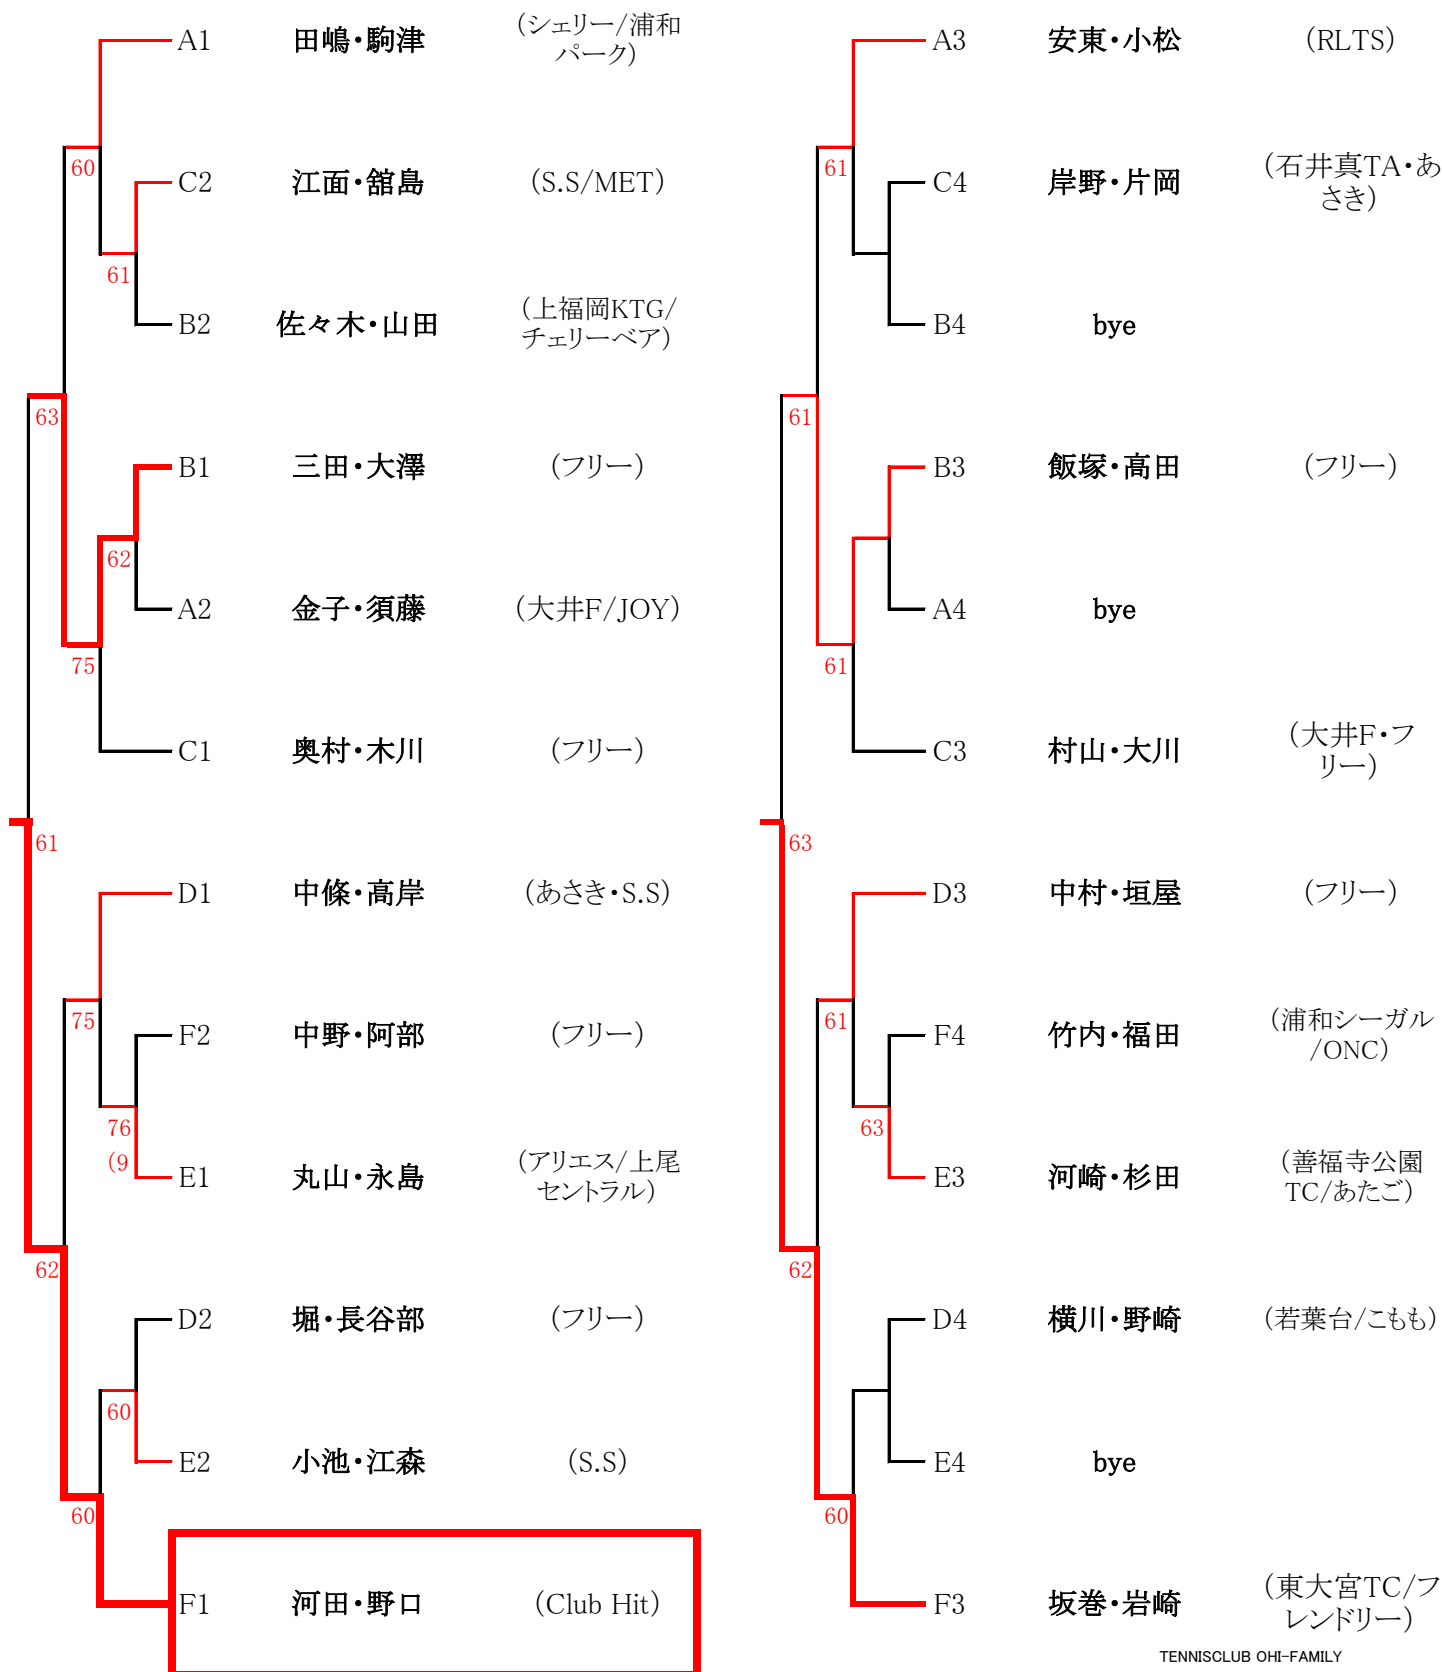 A1 田嶋・駒津 (シェリー/浦和
パーク)
60
C2 江面・舘島 (S.S/MET)
61
B2 佐々木・山田 (上福岡KTG/
チェリーベア)
63
B1 三田・大澤 (フリー)
62
A2 金子・須藤 (大井F/JOY)
75
C1 奥村・木川 (フリー)
61
D1 中條・高岸 (あさき・S.S)
75
F2 中野・阿部 (フリー)
76
(9
E1 丸山・永島 (アリエス/上尾
セントラル)
62
D2 堀・長谷部 (フリー)
60
E2 小池・江森 (S.S)
60
F1 河田・野口 (Club Hit)
A3 安東・小松 (RLTS)
61
C4 岸野・片岡 (石井真TA・あ
さき)
B4 bye
61
B3 飯塚・高田 (フリー)
A4 bye
61
C3 村山・大川 (大井F・フ
リー)
63
D3 中村・垣屋 (フリー)
61
F4 竹内・福田 (浦和シーガル
/ONC)
63
E3 河崎・杉田 (善福寺公園
TC/あたご)
62
D4 横川・野崎 (若葉台/こもも)
E4 bye
60
F3 坂巻・岩崎 (東大宮TC/フ
レンドリー)
TENNISCLUB OHI-FAMILY